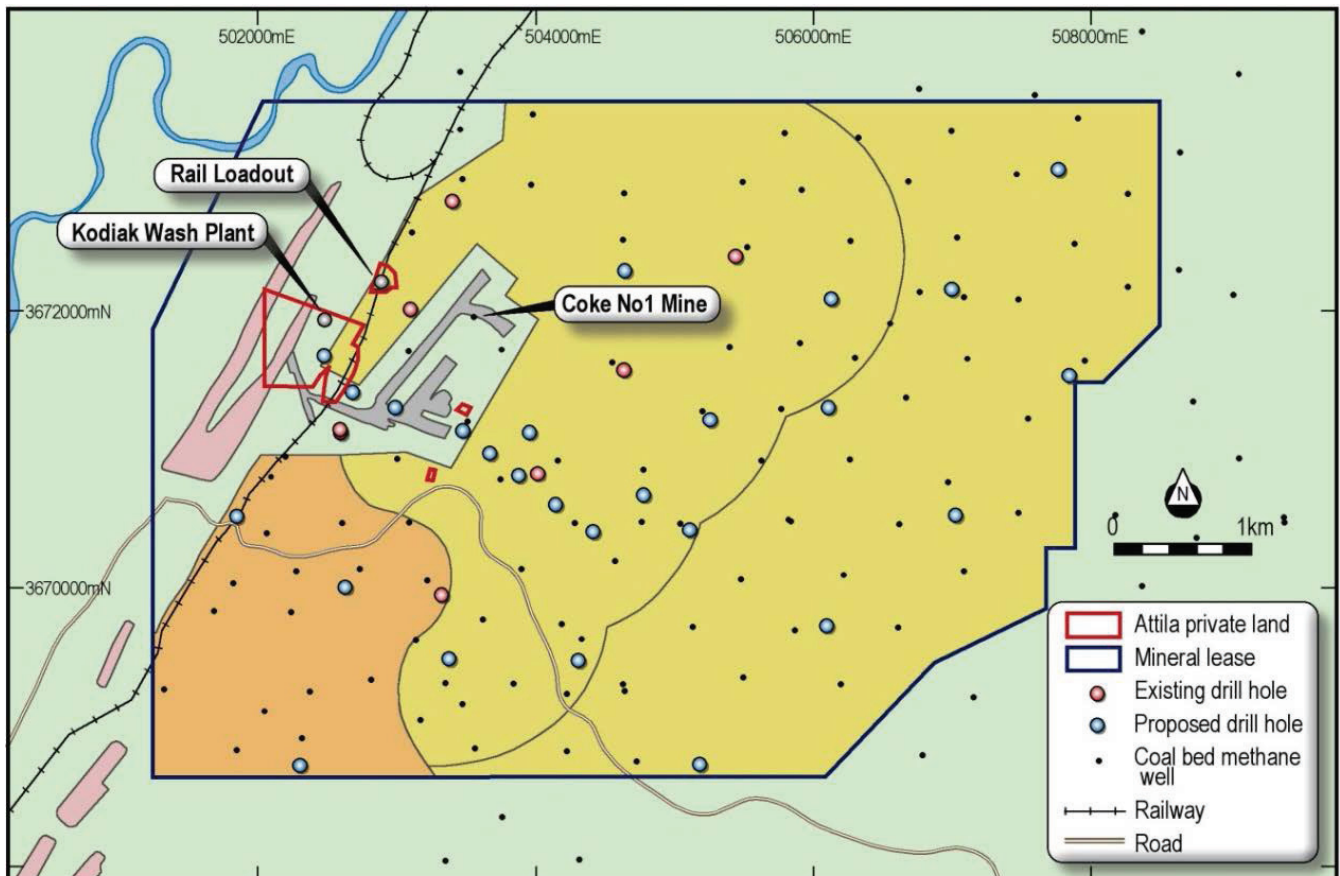 502000mE
504000mE
506000mE
508000mE
Rail Loadout
Kodiak Wash Plant
Coke No1 Mine
3672000mN
N
0 1km
3670000mN
Attila private land
Mineral lease
Existing drill hole
Proposed drill hole
Coal bed methane
well
Railway
Road